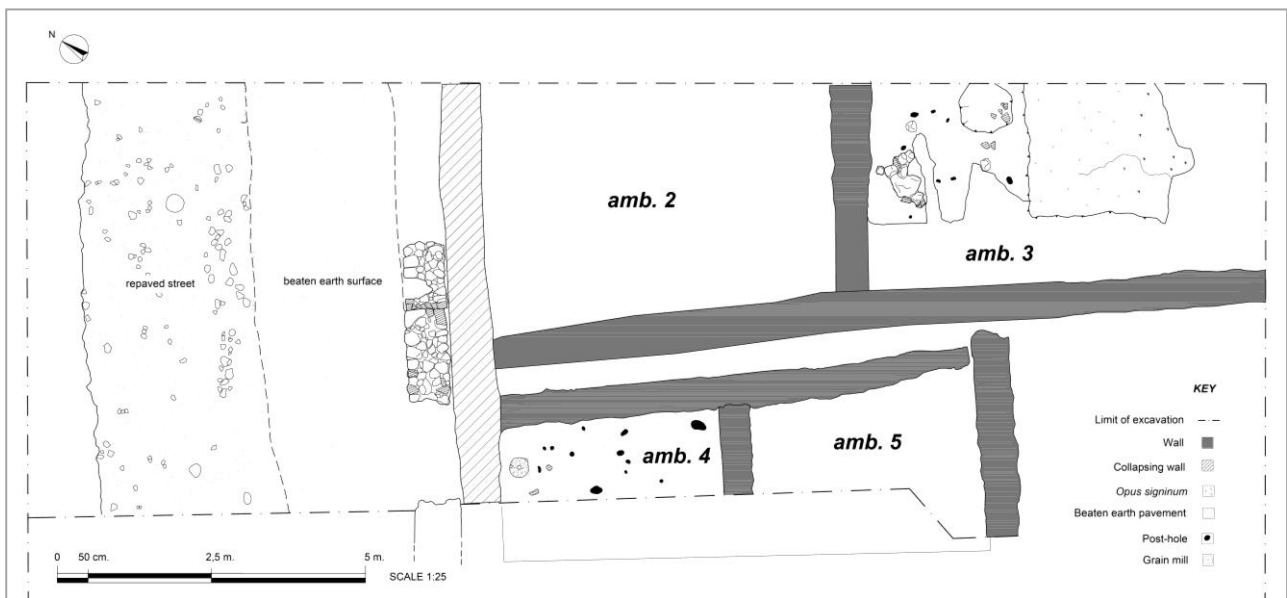 N
amb. 2
amb. 3
repaved street
beaten earth surface
KEY
Limit of excavation
Wall
Collapsing wall
Opus signinum
Beaten earth pavement
Post-hole
Grain mill
amb. 4
amb. 5
0 50 cm. 2,5 m. 5 m.
SCALE 1:25